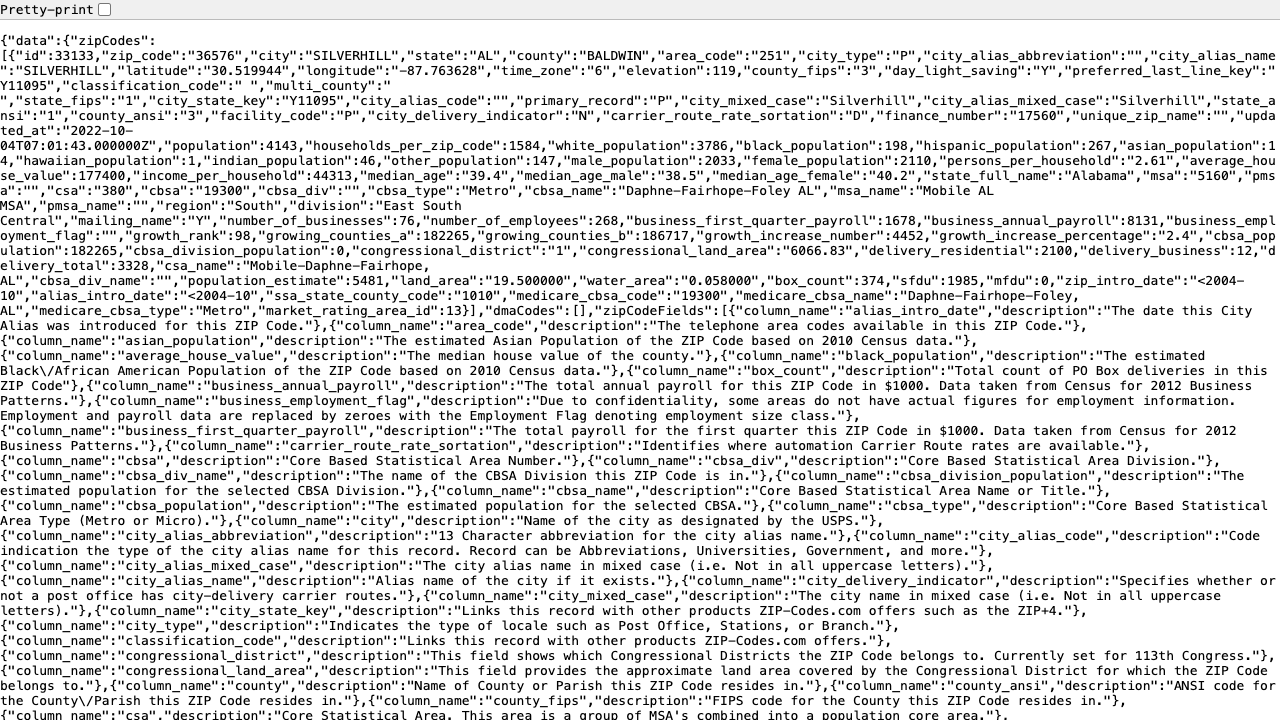 Pretty-print
{"data":{"zipCodes":
[{"id":33133,"zip_code":"36576","city":"SILVERHILL","state":"AL","county":"BALDWIN","area_code":"251","city_type":"P","city_alias_abbreviation":"","city_alias_name
":"SILVERHILL","latitude":"30.519944","longitude":"-87.763628","time_zone":"6","elevation":119,"county_fips":"3","day_light_saving":"Y","preferred_last_line_key":"
Y11095","classification_code":" ","multi_county":"
","state_fips":"1","city_state_key":"Y11095","city_alias_code":"","primary_record":"P","city_mixed_case":"Silverhill","city_alias_mixed_case":"Silverhill","state_a
nsi":"1","county_ansi":"3","facility_code":"P","city_delivery_indicator":"N","carrier_route_rate_sortation":"D","finance_number":"17560","unique_zip_name":"","upda
ted_at":"2022-10-
04T07:01:43.000000Z","population":4143,"households_per_zip_code":1584,"white_population":3786,"black_population":198,"hispanic_population":267,"asian_population":1
4,"hawaiian_population":1,"indian_population":46,"other_population":147,"male_population":2033,"female_population":2110,"persons_per_household":"2.61","average_hou
se_value":177400,"income_per_household":44313,"median_age":"39.4","median_age_male":"38.5","median_age_female":"40.2","state_full_name":"Alabama","msa":"5160","pms
a":"","csa":"380","cbsa":"19300","cbsa_div":"","cbsa_type":"Metro","cbsa_name":"Daphne-Fairhope-Foley AL","msa_name":"Mobile AL
MSA","pmsa_name":"","region":"South","division":"East South
Central","mailing_name":"Y","number_of_businesses":76,"number_of_employees":268,"business_first_quarter_payroll":1678,"business_annual_payroll":8131,"business_empl
oyment_flag":"","growth_rank":98,"growing_counties_a":182265,"growing_counties_b":186717,"growth_increase_number":4452,"growth_increase_percentage":"2.4","cbsa_pop
ulation":182265,"cbsa_division_population":0,"congressional_district":"1","congressional_land_area":"6066.83","delivery_residential":2100,"delivery_business":12,"d
elivery_total":3328,"csa_name":"Mobile-Daphne-Fairhope,
AL","cbsa_div_name":"","population_estimate":5481,"land_area":"19.500000","water_area":"0.058000","box_count":374,"sfdu":1985,"mfdu":0,"zip_intro_date":"<2004-
10","alias_intro_date":"<2004-10","ssa_state_county_code":"1010","medicare_cbsa_code":"19300","medicare_cbsa_name":"Daphne-Fairhope-Foley,
AL","medicare_cbsa_type":"Metro","market_rating_area_id":13}],"dmaCodes":[],"zipCodeFields":[{"column_name":"alias_intro_date","description":"The date this City
Alias was introduced for this ZIP Code."},{"column_name":"area_code","description":"The telephone area codes available in this ZIP Code."},
{"column_name":"asian_population","description":"The estimated Asian Population of the ZIP Code based on 2010 Census data."},
{"column_name":"average_house_value","description":"The median house value of the county."},{"column_name":"black_population","description":"The estimated
Black\/African American Population of the ZIP Code based on 2010 Census data."},{"column_name":"box_count","description":"Total count of PO Box deliveries in this
ZIP Code"},{"column_name":"business_annual_payroll","description":"The total annual payroll for this ZIP Code in $1000. Data taken from Census for 2012 Business
Patterns."},{"column_name":"business_employment_flag","description":"Due to confidentiality, some areas do not have actual figures for employment information.
Employment and payroll data are replaced by zeroes with the Employment Flag denoting employment size class."},
{"column_name":"business_first_quarter_payroll","description":"The total payroll for the first quarter this ZIP Code in $1000. Data taken from Census for 2012
Business Patterns."},{"column_name":"carrier_route_rate_sortation","description":"Identifies where automation Carrier Route rates are available."},
{"column_name":"cbsa","description":"Core Based Statistical Area Number."},{"column_name":"cbsa_div","description":"Core Based Statistical Area Division."},
{"column_name":"cbsa_div_name","description":"The name of the CBSA Division this ZIP Code is in."},{"column_name":"cbsa_division_population","description":"The
estimated population for the selected CBSA Division."},{"column_name":"cbsa_name","description":"Core Based Statistical Area Name or Title."},
{"column_name":"cbsa_population","description":"The estimated population for the selected CBSA."},{"column_name":"cbsa_type","description":"Core Based Statistical
Area Type (Metro or Micro)."},{"column_name":"city","description":"Name of the city as designated by the USPS."},
{"column_name":"city_alias_abbreviation","description":"13 Character abbreviation for the city alias name."},{"column_name":"city_alias_code","description":"Code
indication the type of the city alias name for this record. Record can be Abbreviations, Universities, Government, and more."},
{"column_name":"city_alias_mixed_case","description":"The city alias name in mixed case (i.e. Not in all uppercase letters)."},
{"column_name":"city_alias_name","description":"Alias name of the city if it exists."},{"column_name":"city_delivery_indicator","description":"Specifies whether or
not a post office has city-delivery carrier routes."},{"column_name":"city_mixed_case","description":"The city name in mixed case (i.e. Not in all uppercase
letters)."},{"column_name":"city_state_key","description":"Links this record with other products ZIP-Codes.com offers such as the ZIP+4."},
{"column_name":"city_type","description":"Indicates the type of locale such as Post Office, Stations, or Branch."},
{"column_name":"classification_code","description":"Links this record with other products ZIP-Codes.com offers."},
{"column_name":"congressional_district","description":"This field shows which Congressional Districts the ZIP Code belongs to. Currently set for 113th Congress."},
{"column_name":"congressional_land_area","description":"This field provides the approximate land area covered by the Congressional District for which the ZIP Code
belongs to."},{"column_name":"county","description":"Name of County or Parish this ZIP Code resides in."},{"column_name":"county_ansi","description":"ANSI code for
the County\/Parish this ZIP Code resides in."},{"column_name":"county_fips","description":"FIPS code for the County this ZIP Code resides in."},
{"column_name":"csa","description":"Core Statistical Area. This area is a group of MSA's combined into a population core area."},